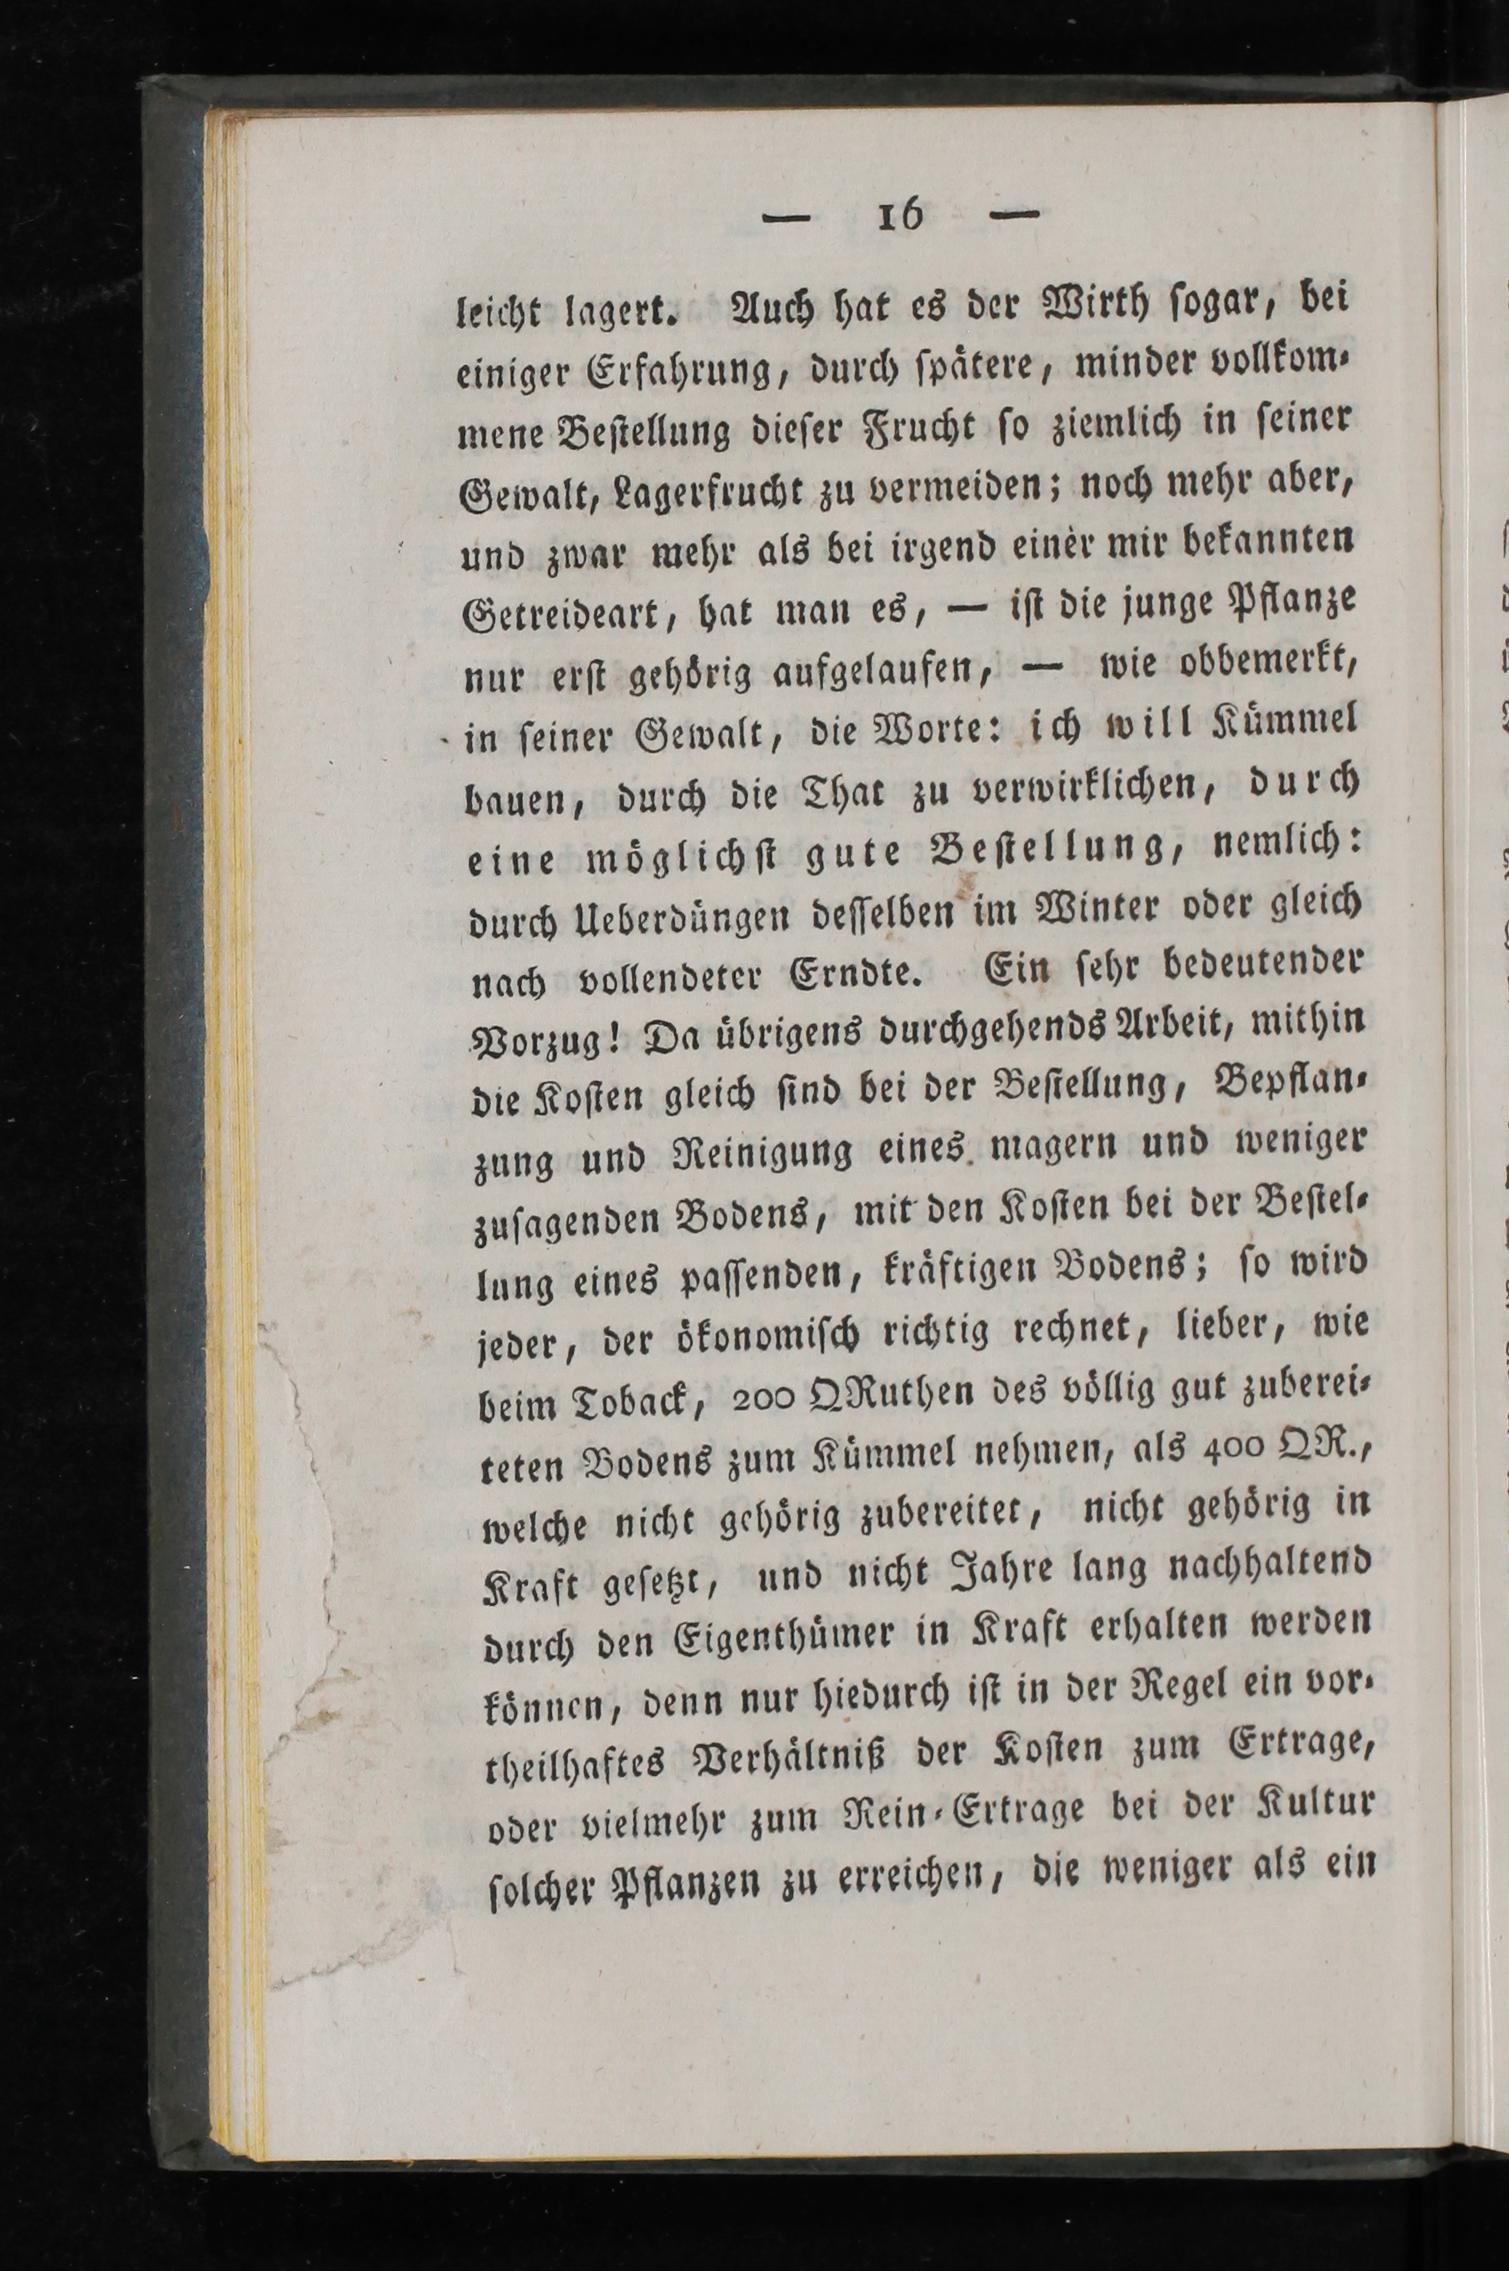 — 16 —
leicht lagert. Auch hat es der Wirth ſogar, bei
einiger Erfahrung, durch ſpätere, minder vollkom⸗
mene Beſtellung dieſer Frucht ſo ziemlich in ſeiner
Gewalt, Lagerfrucht zu vermeiden; noch mehr aber,
und zwar mehr als bei irgend einer mir bekannten
Getreideart, hat man es, — iſt die junge Pflanze
nur erſt gehörig aufgelaufen, — wie obbemerkt,
in ſeiner Gewalt, die Worte: ich will Kümmel
bauen, durch die That zu verwirklichen, durch
eine möglichſt gute Beſtellung, nemlich:
durch Ueberdüngen deſſelben im Winter oder gleich
nach vollendeter Erndte. Ein ſehr bedeutender
Vorzug! Da übrigens durchgehends Arbeit, mithin
die Koſten gleich ſind bei der Beſtellung, Bepflan⸗
zung und Reinigung eines magern und weniger
zuſagenden Bodens, mit den Koſten bei der Beſtel⸗
lung eines paſſenden, kräftigen Bodens; ſo wird
jeder, der ökonomiſch richtig rechnet, lieber, wie
beim Toback, 200 QRuthen des völlig gut zuberei⸗
teten Bodens zum Kümmel nehmen, als 400 QR.,
welche nicht gehörig zubereitet, nicht gehörig in
Kraft geſetzt, und nicht Jahre lang nachhaltend
durch den Eigenthümer in Kraft erhalten werden
können, denn nur hiedurch iſt in der Regel ein vor⸗
theilhaftes Verhältniß der Koſten zum Ertrage,
oder vielmehr zum Rein⸗Ertrage bei der Kultur
ſolcher Pflanzen zu erreichen, die weniger als ein